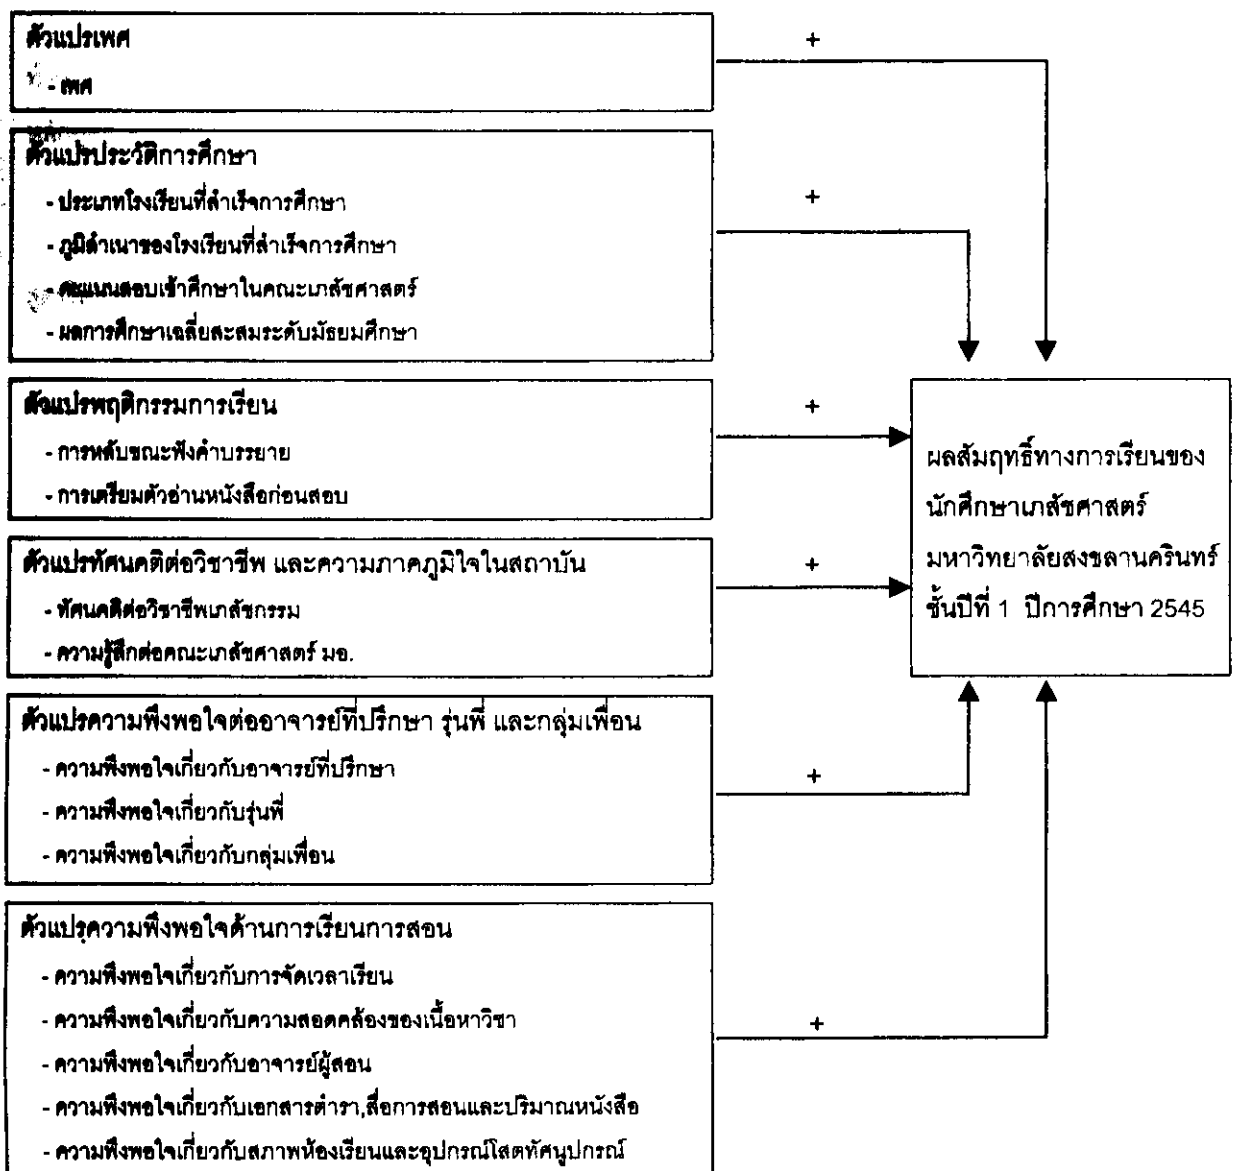 ตัวแปรเพศ
- เพศ
+
ตัวแปรประวัติการศึกษา
- ประเภทโรงเรียนที่สำเร็จการศึกษา
- ภูมิลำเนาของโรงเรียนที่สำเร็จการศึกษา
- คะแนนสอบเข้าศึกษาในคณะเภสัชศาสตร์
- ผลการศึกษาเฉลี่ยสะสมระดับมัธยมศึกษา
+
ตัวแปรพฤติกรรมการเรียน
- การหลับขณะฟังคำบรรยาย
- การเตรียมตัวอ่านหนังสือก่อนสอบ
+
ตัวแปรทัศนคติต่อวิชาชีพ และความภาคภูมิใจในสถาบัน
- ทัศนคติต่อวิชาชีพเภสัชกรรม
- ความรู้สึกต่อคณะเภสัชศาสตร์ มอ.
+
ตัวแปรความพึงพอใจต่ออาจารย์ที่ปรึกษา รุ่นพี่ และกลุ่มเพื่อน
- ความพึงพอใจเกี่ยวกับอาจารย์ที่ปรึกษา
- ความพึงพอใจเกี่ยวกับรุ่นพี่
- ความพึงพอใจเกี่ยวกับกลุ่มเพื่อน
+
ตัวแปรความพึงพอใจด้านการเรียนการสอน
- ความพึงพอใจเกี่ยวกับการจัดเวลาเรียน
- ความพึงพอใจเกี่ยวกับความสอดคล้องของเนื้อหาวิชา
- ความพึงพอใจเกี่ยวกับอาจารย์ผู้สอน
- ความพึงพอใจเกี่ยวกับเอกสารตำรา,สื่อการสอนและปริมาณหนังสือ
- ความพึงพอใจเกี่ยวกับสภาพห้องเรียนและอุปกรณ์โสตทัศนูปกรณ์
+
ผลสัมฤทธิ์ทางการเรียนของ
นักศึกษาเภสัชศาสตร์
มหาวิทยาลัยสงขลานครินทร์
ชั้นปีที่ 1 ปีการศึกษา 2545